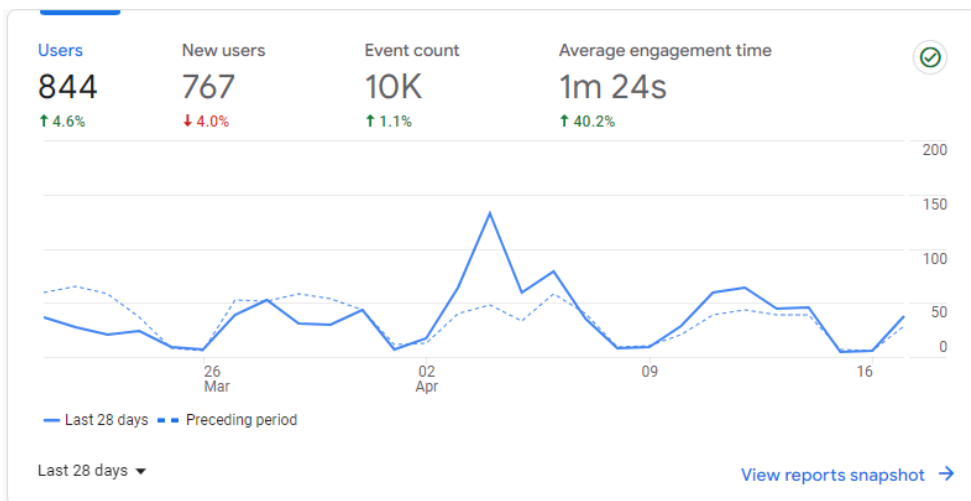 Users New users Event count Average engagement time
844 767 10K 1m 24s
↑ 4.6% ↓ 4.0% ↑ 1.1% ↑ 40.2%
200
150
100
50
0
26 02 09 16
Mar Apr
Last 28 days Preceding period
Last 28 days
View reports snapshot →